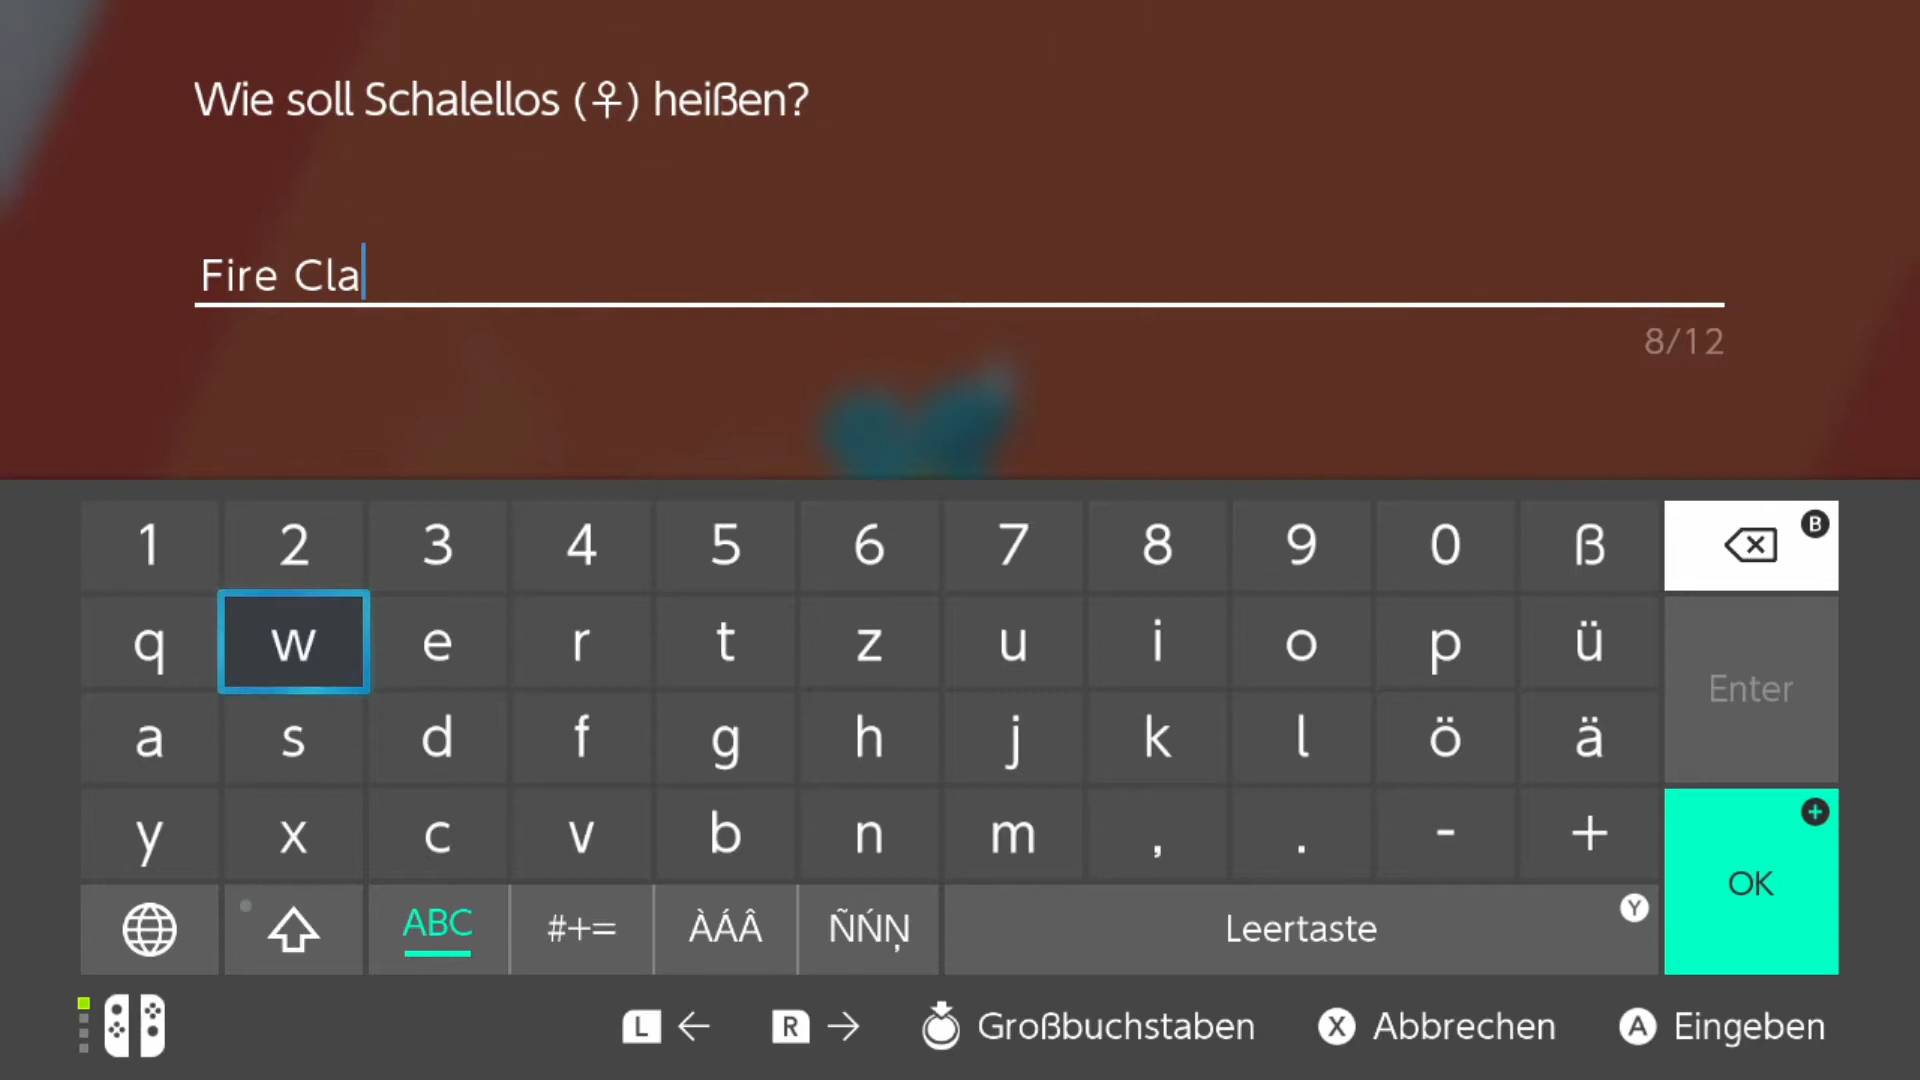 Wie soll Schalellos (♀) heißen?
Fire Cla
8/12
1 2 3 4 5 6 7 8 9 0 ß B
q w e r t z u i o p ü
Enter
a s d f g h j k l ö ä
y x c v b n m , . - +
OK
ABC #+= ÀÁÂ ÑŃŅ Leertaste Y
L ← R → Großbuchstaben X Abbrechen A Eingeben